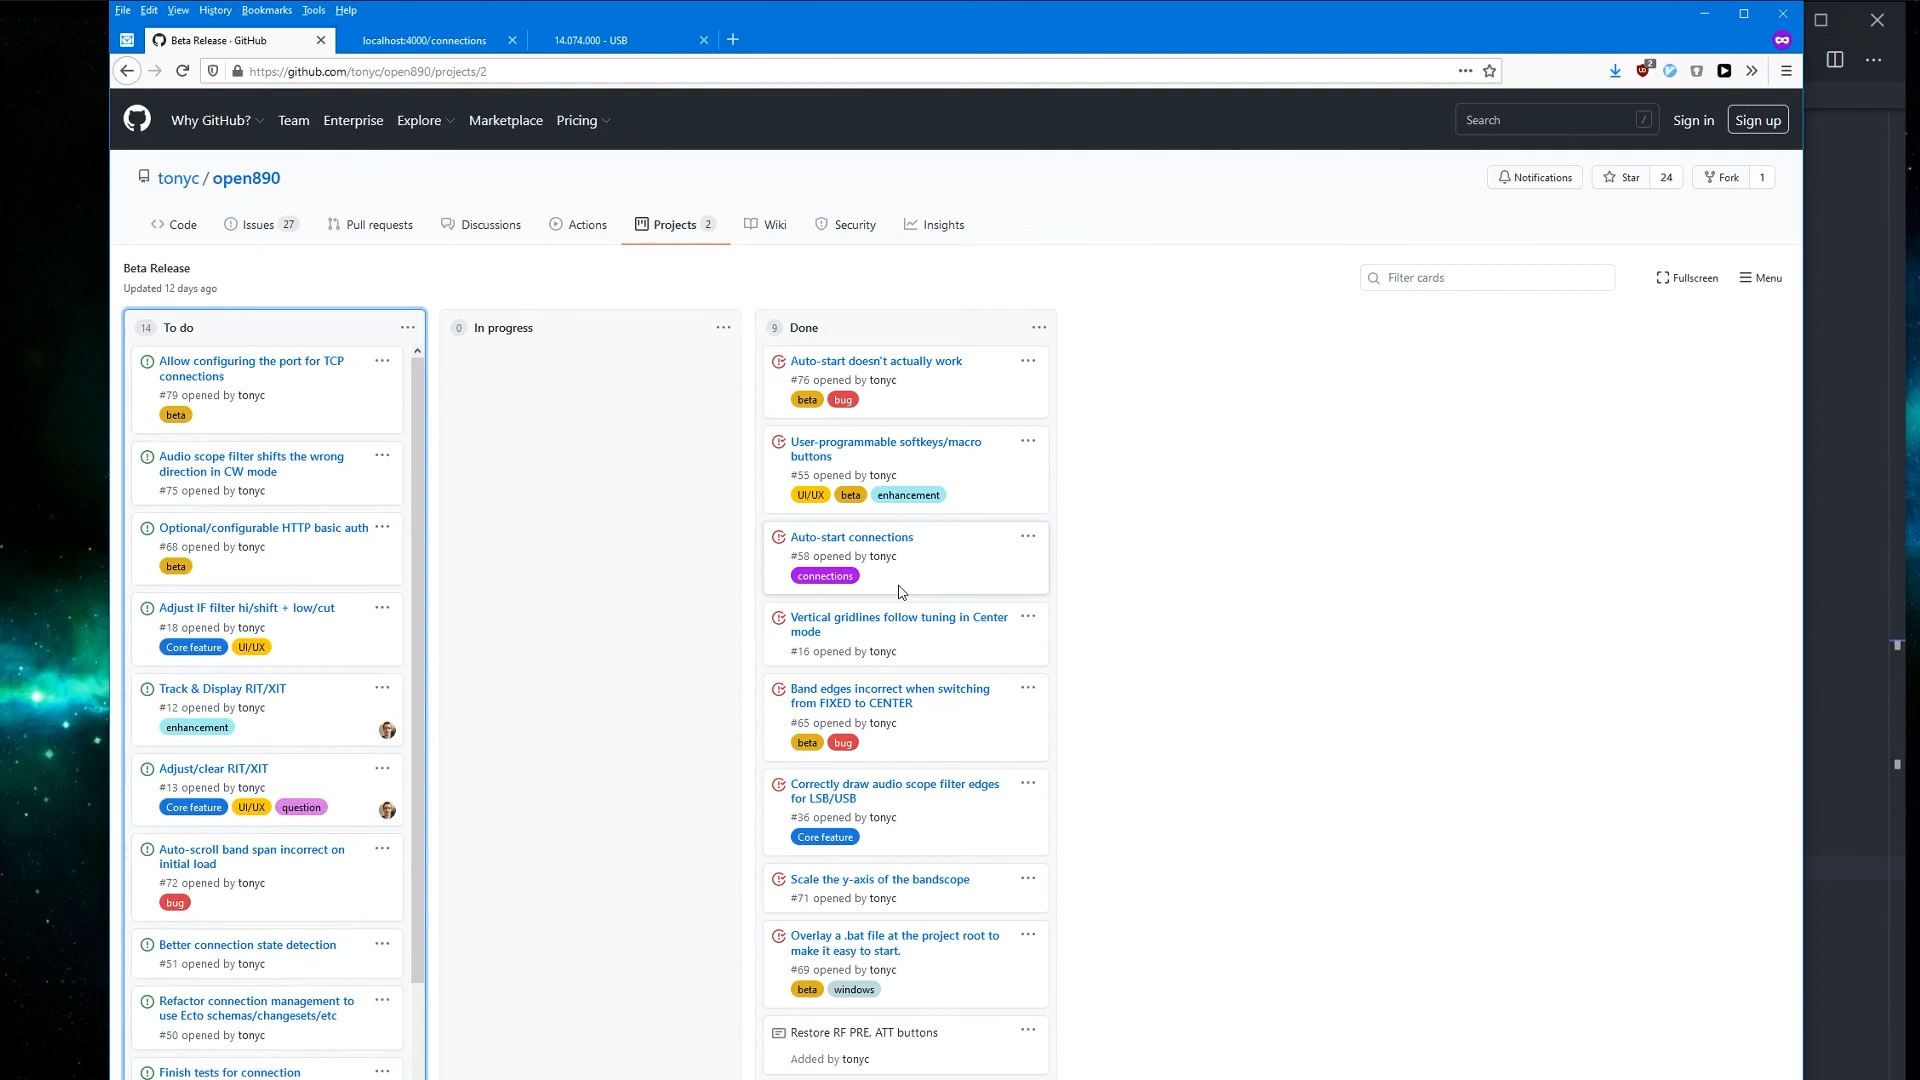 File Edit View History Bookmarks Tools Help
Beta Release · GitHub
localhost:4000/connections
14.074.000 - USB
https://github.com/tonyc/open890/projects/2
2
Why GitHub? Team Enterprise Explore Marketplace Pricing
Search /
Sign in Sign up
tonyc / open890
Notifications Star 24 Fork 1
Code Issues 27 Pull requests Discussions Actions Projects 2 Wiki Security Insights
Beta Release
Updated 12 days ago
Filter cards
Fullscreen Menu
14 To do
Allow configuring the port for TCP
connections
#79 opened by tonyc
beta
Audio scope filter shifts the wrong
direction in CW mode
#75 opened by tonyc
Optional/configurable HTTP basic auth
#68 opened by tonyc
beta
Adjust IF filter hi/shift + low/cut
#18 opened by tonyc
Core feature UI/UX
Track & Display RIT/XIT
#12 opened by tonyc
enhancement
Adjust/clear RIT/XIT
#13 opened by tonyc
Core feature UI/UX question
Auto-scroll band span incorrect on
initial load
#72 opened by tonyc
bug
Better connection state detection
#51 opened by tonyc
Refactor connection management to
use Ecto schemas/changesets/etc
#50 opened by tonyc
Finish tests for connection
0 In progress
9 Done
Auto-start doesn't actually work
#76 opened by tonyc
beta bug
User-programmable softkeys/macro
buttons
#55 opened by tonyc
UI/UX beta enhancement
Auto-start connections
#58 opened by tonyc
connections
Vertical gridlines follow tuning in Center
mode
#16 opened by tonyc
Band edges incorrect when switching
from FIXED to CENTER
#65 opened by tonyc
beta bug
Correctly draw audio scope filter edges
for LSB/USB
#36 opened by tonyc
Core feature
Scale the y-axis of the bandscope
#71 opened by tonyc
Overlay a .bat file at the project root to
make it easy to start.
#69 opened by tonyc
beta windows
Restore RF PRE, ATT buttons
Added by tonyc